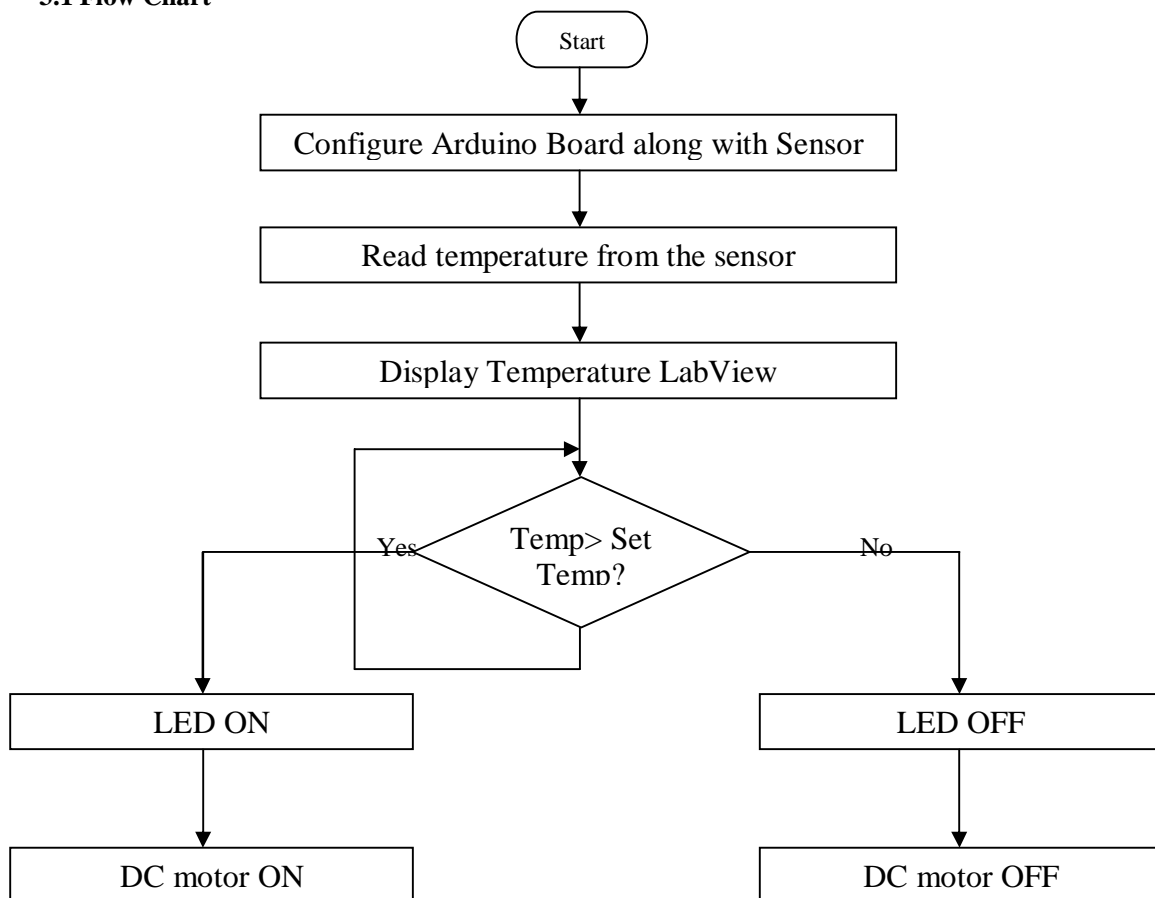 3.1 Flow Chart
Start
Configure Arduino Board along with Sensor
Read temperature from the sensor
Display Temperature LabView
Temp> Set
Temp?
Yes
No
LED ON
LED OFF
DC motor ON
DC motor OFF